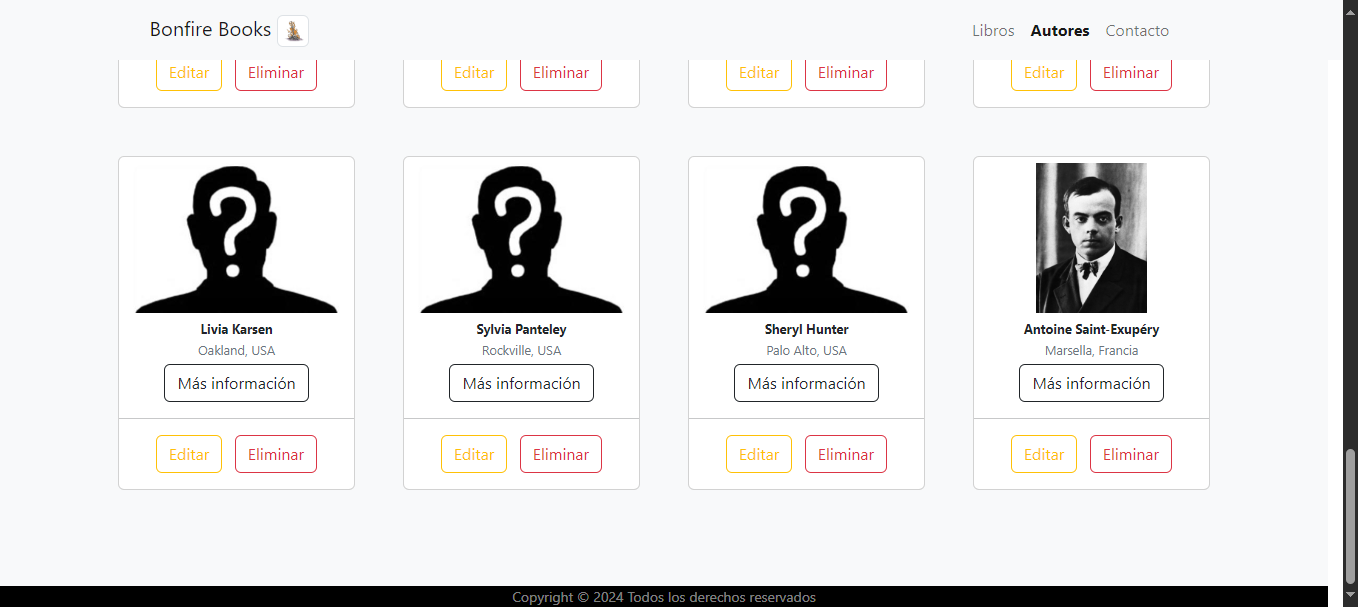 Bonfire Books Libros Autores Contacto
Editar Eliminar Editar Eliminar Editar Eliminar Editar Eliminar
? ? ?
Livia Karsen Sylvia Panteley Sheryl Hunter Antoine Saint-Exupéry
Oakland, USA Rockville, USA Palo Alto, USA Marsella, Francia
Más información Más información Más información Más información
Editar Eliminar Editar Eliminar Editar Eliminar Editar Eliminar
Copyright © 2024 Todos los derechos reservados